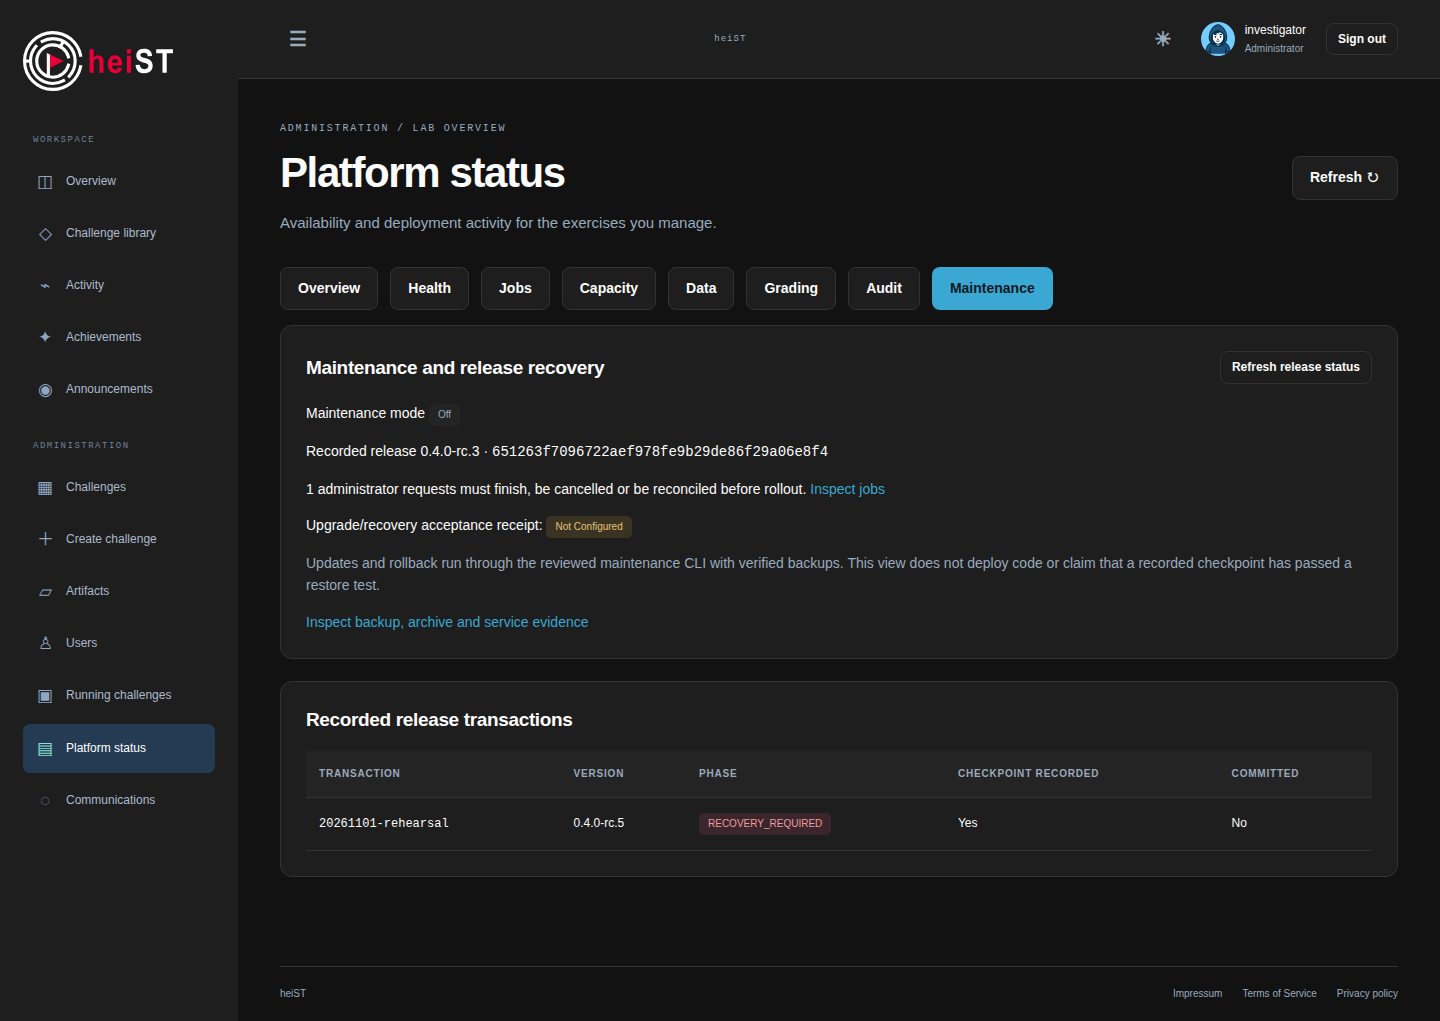 heiST
WORKSPACE
Overview
Challenge library
Activity
Achievements
Announcements
ADMINISTRATION
Challenges
Create challenge
Artifacts
Users
Running challenges
Platform status
Communications
heiST
investigator
Administrator
Sign out
ADMINISTRATION / LAB OVERVIEW
Platform status
Refresh ↻
Availability and deployment activity for the exercises you manage.
Overview Health Jobs Capacity Data Grading Audit Maintenance
Maintenance and release recovery
Refresh release status
Maintenance mode Off
Recorded release 0.4.0-rc.3 · 651263f7096722aef978fe9b29de86f29a06e8f4
1 administrator requests must finish, be cancelled or be reconciled before rollout. Inspect jobs
Upgrade/recovery acceptance receipt: Not Configured
Updates and rollback run through the reviewed maintenance CLI with verified backups. This view does not deploy code or claim that a recorded checkpoint has passed a
restore test.
Inspect backup, archive and service evidence
Recorded release transactions
TRANSACTION VERSION PHASE CHECKPOINT RECORDED COMMITTED
20261101-rehearsal 0.4.0-rc.5 RECOVERY_REQUIRED Yes No
heiST
Impressum Terms of Service Privacy policy